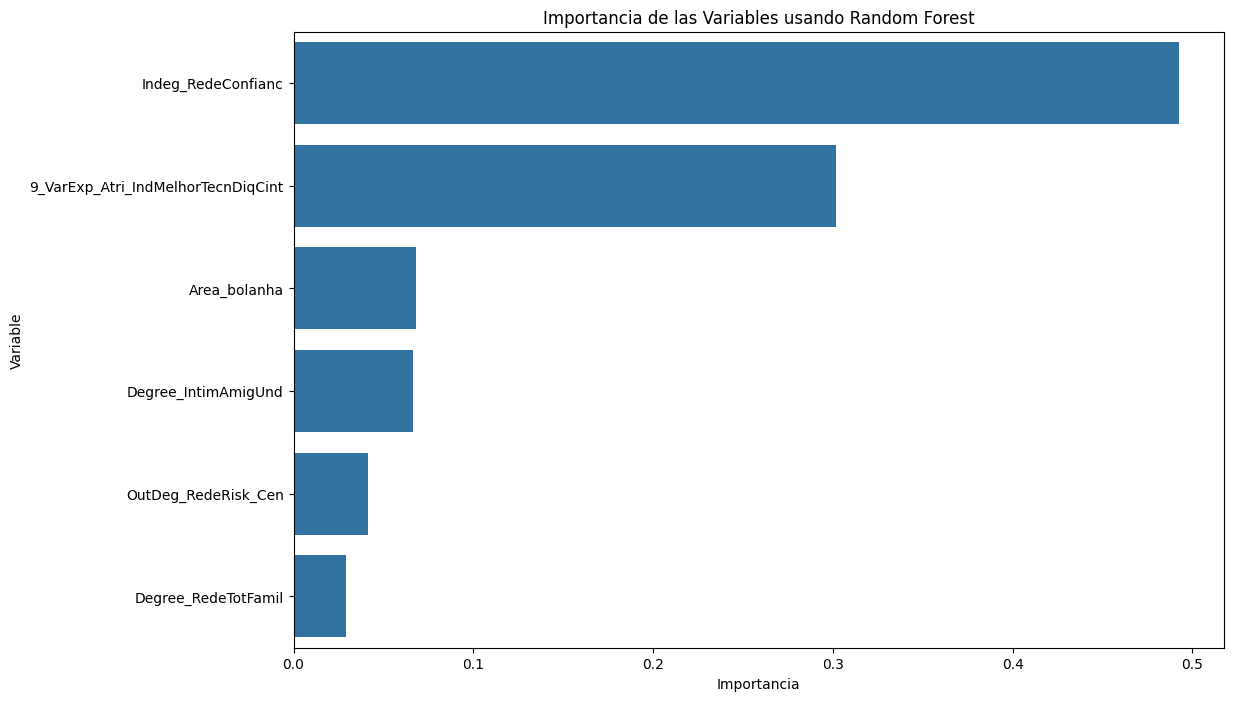 Importancia de las Variables usando Random Forest
Variable
Indeg_RedeConfianc
9_VarExp_Atri_IndMelhorTecnDiqCint
Area_bolanha
Degree_IntimAmigUnd
OutDeg_RedeRisk_Cen
Degree_RedeTotFamil
0.0 0.1 0.2 0.3 0.4 0.5
Importancia